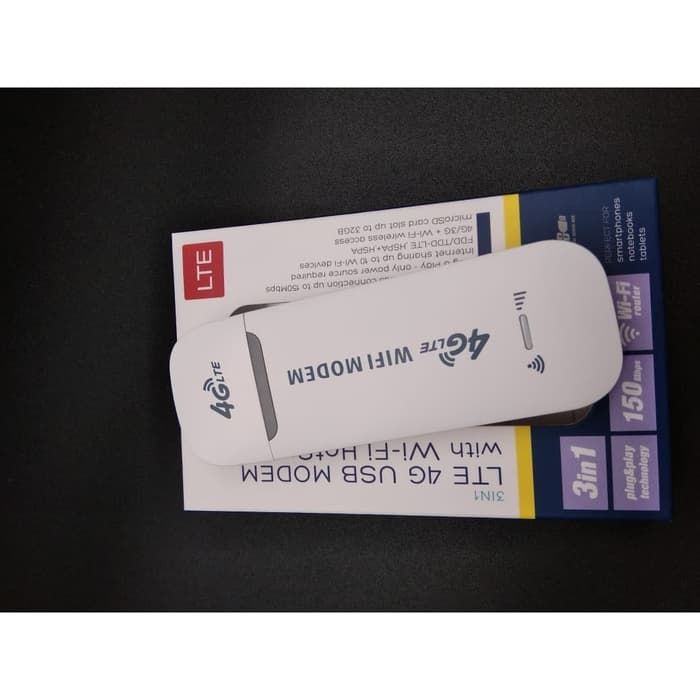 4G LTE
4G LTE WIFI MODEM
LTE
3IN1
LTE 4G USB MODEM
with Wi-Fi
connection up to 150Mbps
Play - only power source required
Internet sharing up to 10 Wi-Fi devices
FDD/TDD-LTE, HSPA+HSPA
4G/3G + Wi-Fi wireless access
microSD card slot up to 32GB
3in1
plug&play
technology
150 Mbps
Wi-Fi
router
PERFECT FOR
smartphones
notebooks
tablets